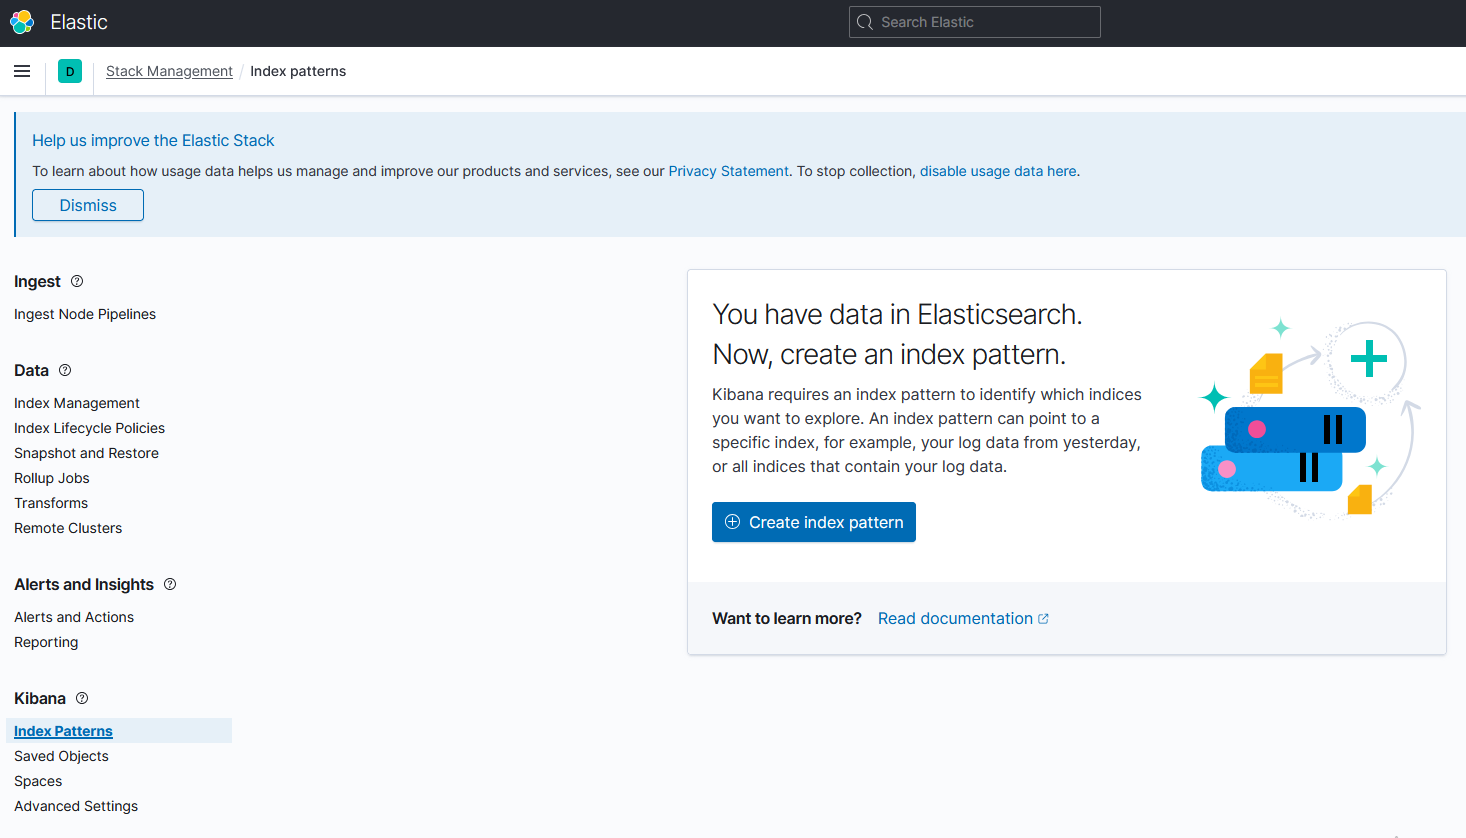 Elastic
Search Elastic
D
Stack Management / Index patterns
Help us improve the Elastic Stack
To learn about how usage data helps us manage and improve our products and services, see our Privacy Statement. To stop collection, disable usage data here.
Dismiss
Ingest
Ingest Node Pipelines
Data
Index Management
Index Lifecycle Policies
Snapshot and Restore
Rollup Jobs
Transforms
Remote Clusters
Alerts and Insights
Alerts and Actions
Reporting
Kibana
Index Patterns
Saved Objects
Spaces
Advanced Settings
You have data in Elasticsearch.
Now, create an index pattern.
Kibana requires an index pattern to identify which indices
you want to explore. An index pattern can point to a
specific index, for example, your log data from yesterday,
or all indices that contain your log data.
Create index pattern
Want to learn more? Read documentation